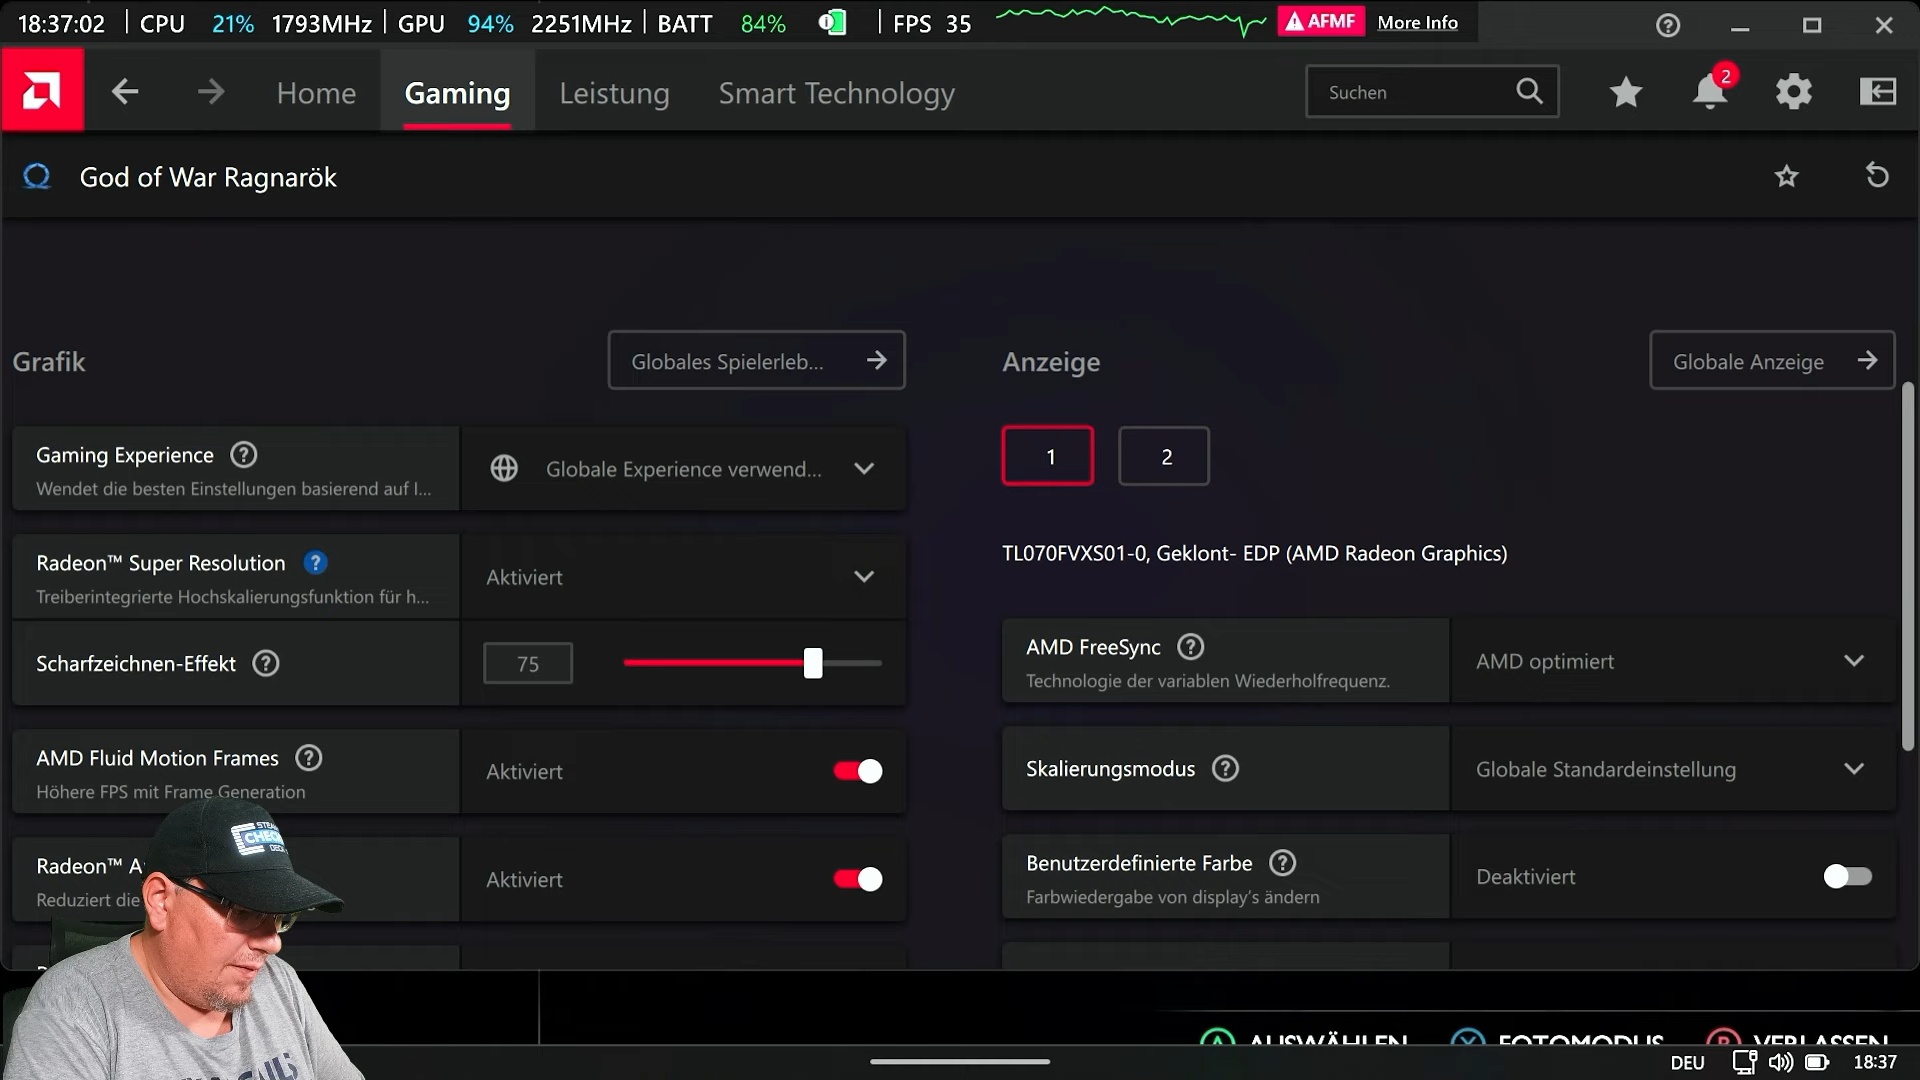 18:37:02 | CPU 21% 1793MHz | GPU 94% 2251MHz | BATT 84% | FPS 35 AFMF More Info
Home Gaming Leistung Smart Technology Suchen 2
God of War Ragnarök
Grafik Globales Spielerleb... Anzeige Globale Anzeige
Gaming Experience
Wendet die besten Einstellungen basierend auf I...
Globale Experience verwend...
1 2
Radeon™ Super Resolution
Treiberintegrierte Hochskalierungsfunktion für h...
Aktiviert
TL070FVXS01-0, Geklont- EDP (AMD Radeon Graphics)
Scharfzeichnen-Effekt 75
AMD FreeSync
Technologie der variablen Wiederholfrequenz.
AMD optimiert
AMD Fluid Motion Frames
Höhere FPS mit Frame Generation
Aktiviert
Skalierungsmodus Globale Standardeinstellung
Radeon™ A
Reduziert die
Aktiviert
Benutzerdefinierte Farbe
Farbwiedergabe von display's ändern
Deaktiviert
CHECK
DECK
A AUSWÄHLEN Y FOTOMODUS B VERLASSEN
DEU 18:37